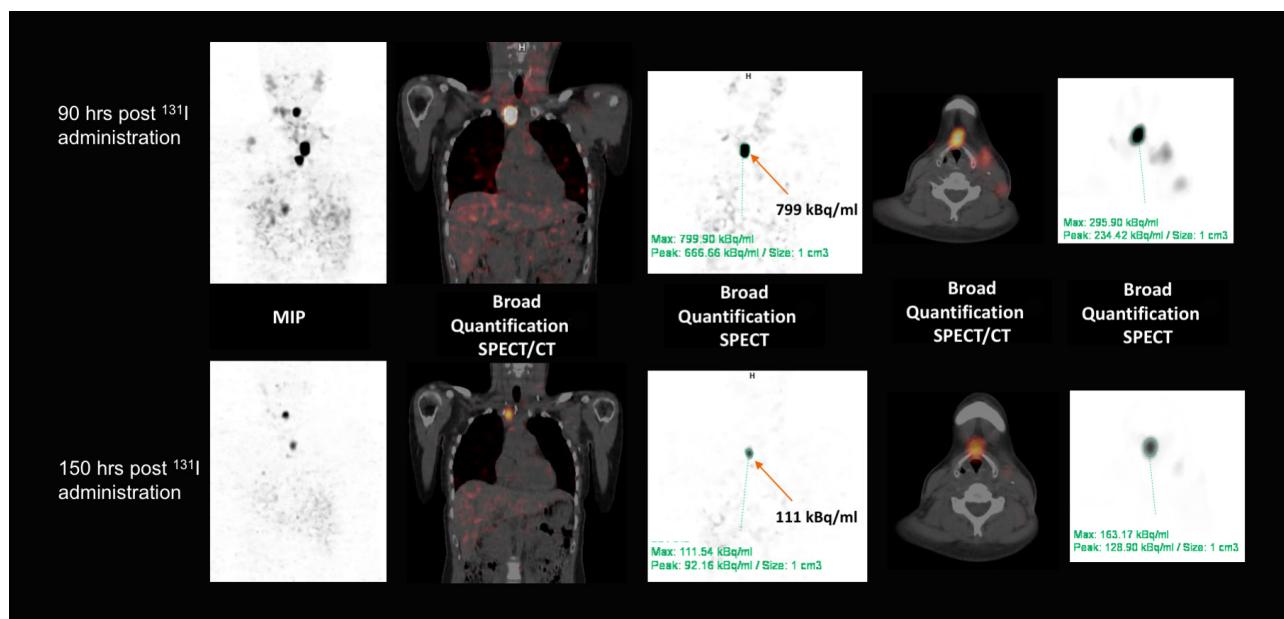 H
H
90 hrs post ¹³¹I
administration
799 kBq/ml
Max: 799.90 kBq/ml
Peak: 666.66 kBq/ml / Size: 1 cm3
Max: 295.90 kBq/ml
Peak: 234.42 kBq/ml / Size: 1 cm3
MIP
Broad
Quantification
SPECT/CT
Broad
Quantification
SPECT
Broad
Quantification
SPECT/CT
Broad
Quantification
SPECT
H
150 hrs post ¹³¹I
administration
111 kBq/ml
Max: 111.54 kBq/ml
Peak: 92.16 kBq/ml / Size: 1 cm3
Max: 163.17 kBq/ml
Peak: 128.90 kBq/ml / Size: 1 cm3